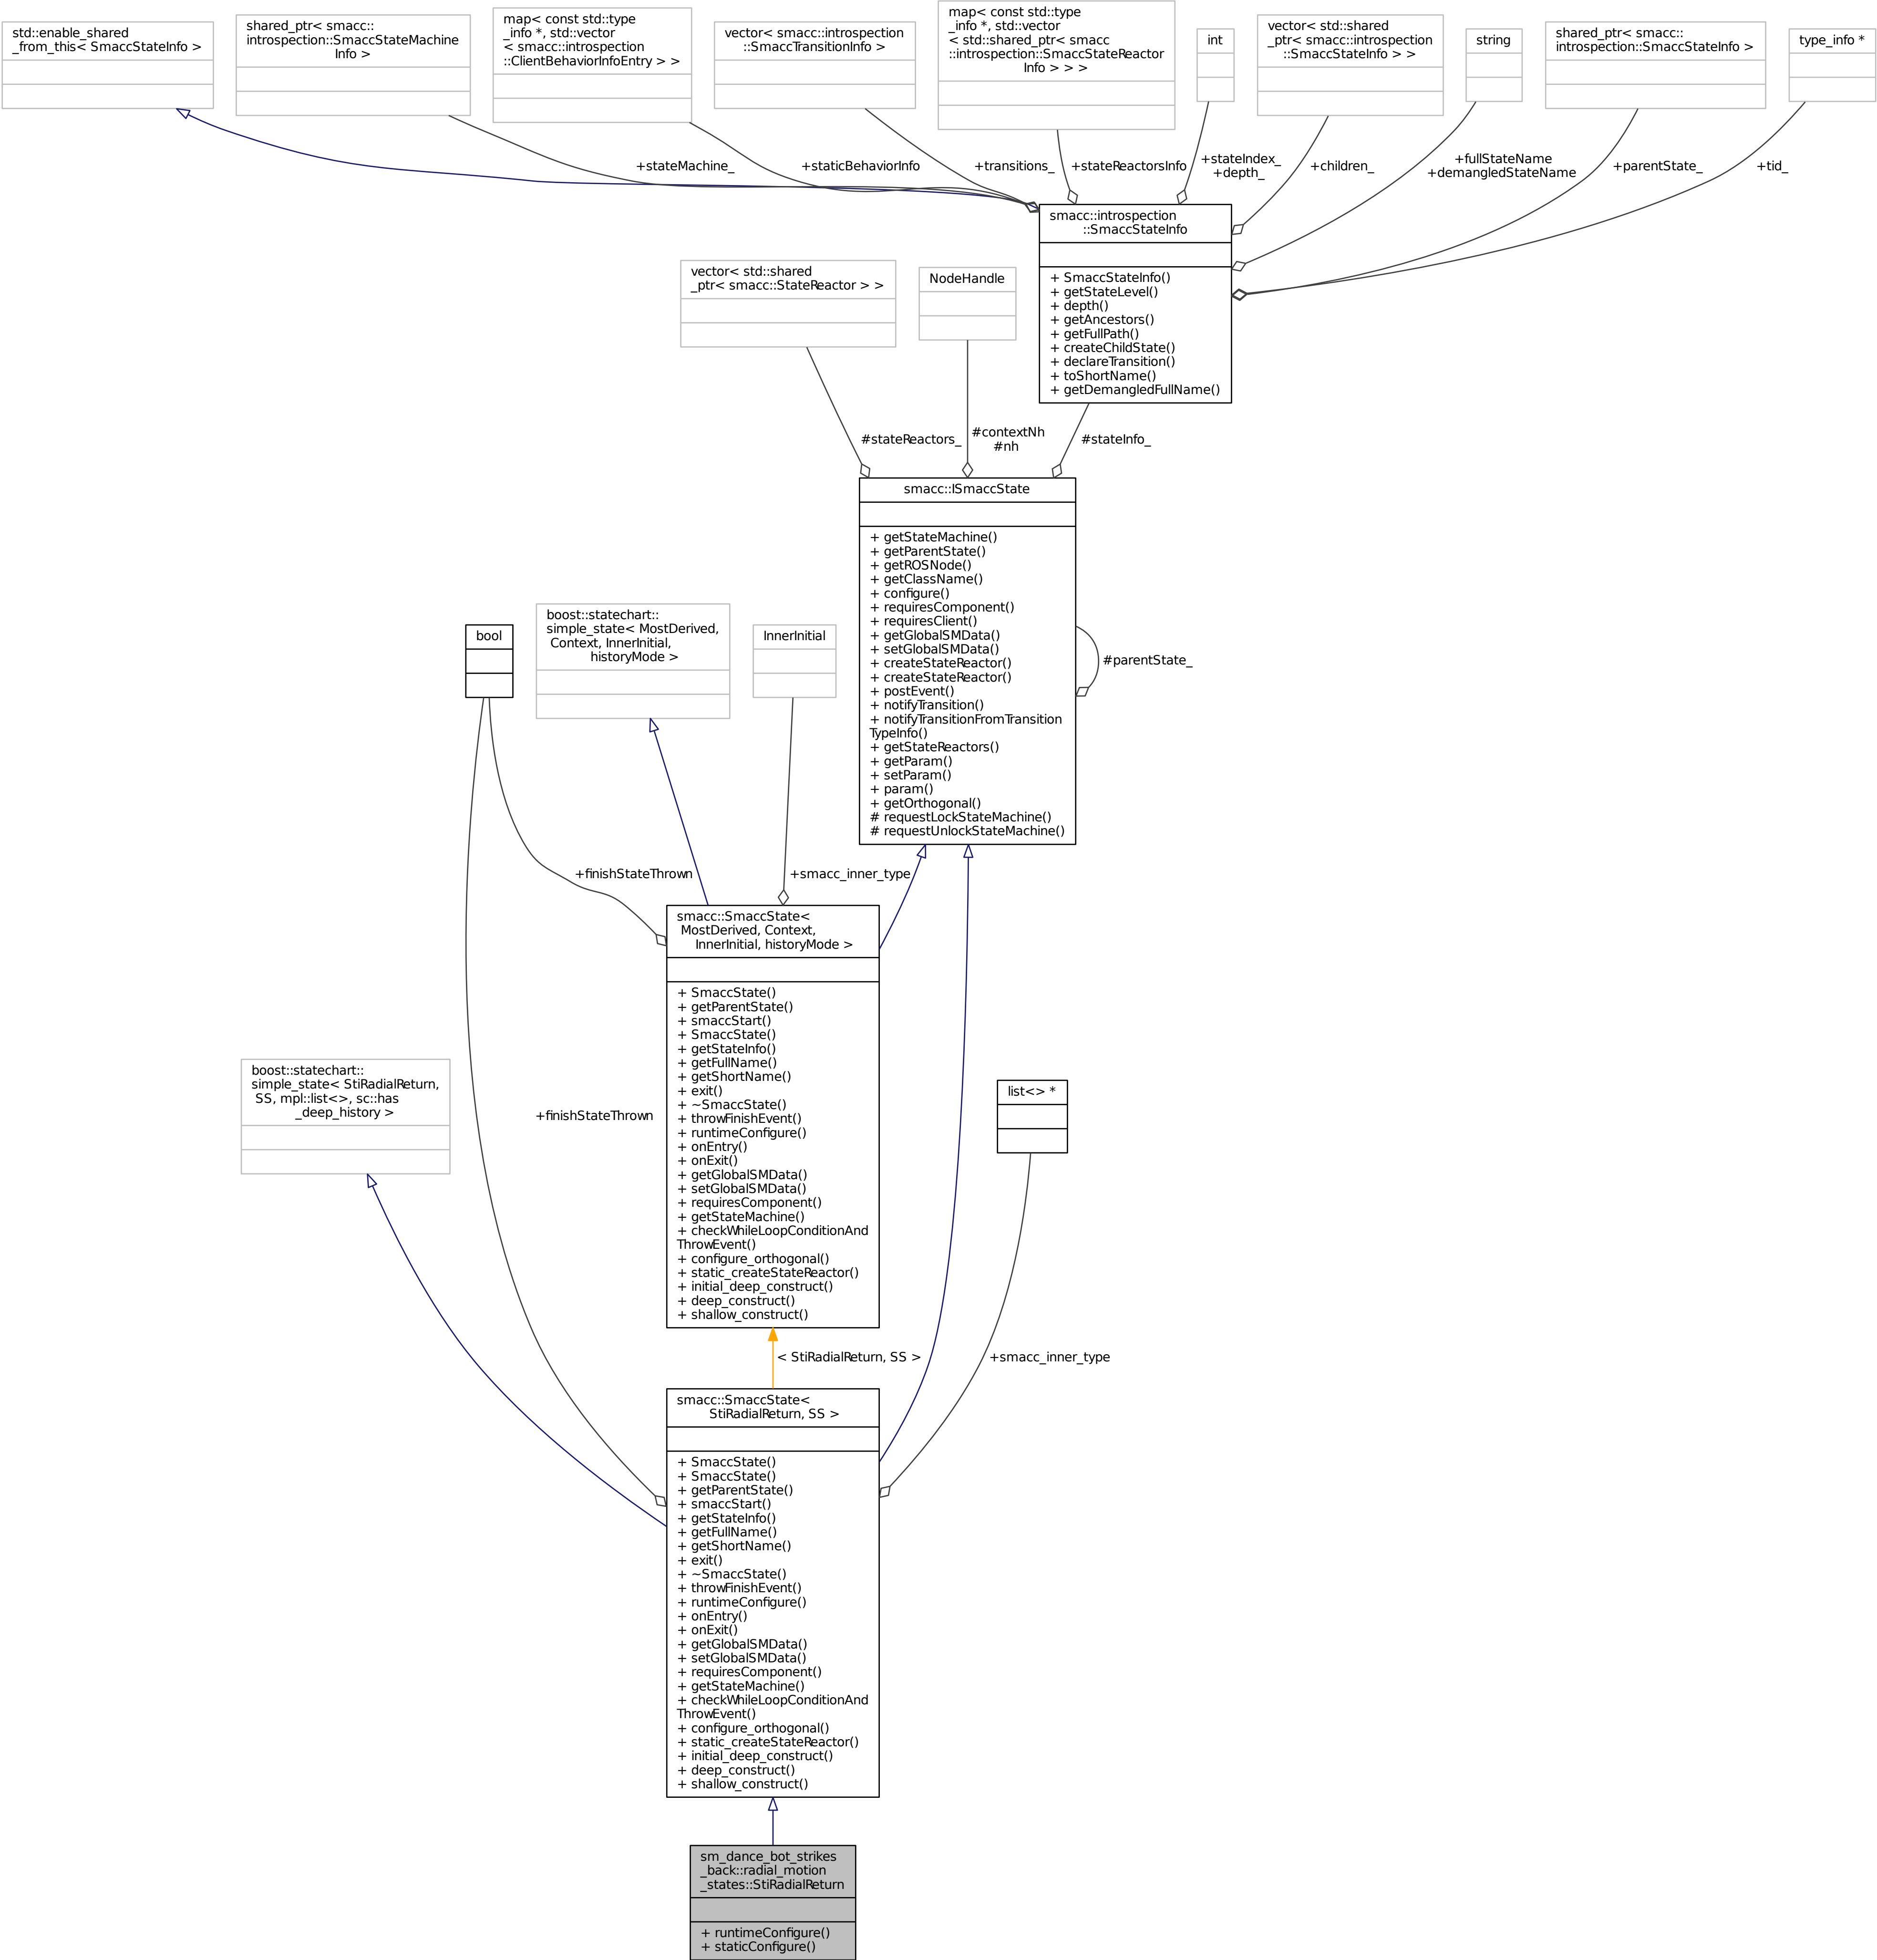 std::enable_shared
_from_this< SmaccStateInfo >
shared_ptr< smacc::
introspection::SmaccStateMachine
Info >
map< const std::type
_info *, std::vector
< smacc::introspection
::ClientBehaviorInfoEntry > >
vector< smacc::introspection
::SmaccTransitionInfo >
map< const std::type
_info *, std::vector
< std::shared_ptr< smacc
::introspection::SmaccStateReactor
Info > > >
int
vector< std::shared
_ptr< smacc::introspection
::SmaccStateInfo > >
string
shared_ptr< smacc::
introspection::SmaccStateInfo >
type_info *
+stateMachine_
+staticBehaviorInfo
+transitions_
+stateReactorsInfo
+stateIndex_
+depth_
+children_
+fullStateName
+demangledStateName
+parentState_
+tid_
smacc::introspection
::SmaccStateInfo
+ SmaccStateInfo()
+ getStateLevel()
+ depth()
+ getAncestors()
+ getFullPath()
+ createChildState()
+ declareTransition()
+ toShortName()
+ getDemangledFullName()
vector< std::shared
_ptr< smacc::StateReactor > >
NodeHandle
#stateReactors_
#contextNh
#nh
#stateInfo_
smacc::ISmaccState
+ getStateMachine()
+ getParentState()
+ getROSNode()
+ getClassName()
+ configure()
+ requiresComponent()
+ requiresClient()
+ getGlobalSMData()
+ setGlobalSMData()
+ createStateReactor()
+ createStateReactor()
+ postEvent()
+ notifyTransition()
+ notifyTransitionFromTransition
TypeInfo()
+ getStateReactors()
+ getParam()
+ setParam()
+ param()
+ getOrthogonal()
# requestLockStateMachine()
# requestUnlockStateMachine()
#parentState_
bool
boost::statechart::
simple_state< MostDerived,
Context, InnerInitial,
historyMode >
InnerInitial
+finishStateThrown
+smacc_inner_type
smacc::SmaccState<
MostDerived, Context,
InnerInitial, historyMode >
+ SmaccState()
+ getParentState()
+ smaccStart()
+ SmaccState()
+ getStateInfo()
+ getFullName()
+ getShortName()
+ exit()
+ ~SmaccState()
+ throwFinishEvent()
+ runtimeConfigure()
+ onEntry()
+ onExit()
+ getGlobalSMData()
+ setGlobalSMData()
+ requiresComponent()
+ getStateMachine()
+ checkWhileLoopConditionAnd
ThrowEvent()
+ configure_orthogonal()
+ static_createStateReactor()
+ initial_deep_construct()
+ deep_construct()
+ shallow_construct()
boost::statechart::
simple_state< StiRadialReturn,
SS, mpl::list<>, sc::has
_deep_history >
+finishStateThrown
list<> *
< StiRadialReturn, SS >
+smacc_inner_type
smacc::SmaccState<
StiRadialReturn, SS >
+ SmaccState()
+ SmaccState()
+ getParentState()
+ smaccStart()
+ getStateInfo()
+ getFullName()
+ getShortName()
+ exit()
+ ~SmaccState()
+ throwFinishEvent()
+ runtimeConfigure()
+ onEntry()
+ onExit()
+ getGlobalSMData()
+ setGlobalSMData()
+ requiresComponent()
+ getStateMachine()
+ checkWhileLoopConditionAnd
ThrowEvent()
+ configure_orthogonal()
+ static_createStateReactor()
+ initial_deep_construct()
+ deep_construct()
+ shallow_construct()
sm_dance_bot_strikes
_back::radial_motion
_states::StiRadialReturn
+ runtimeConfigure()
+ staticConfigure()